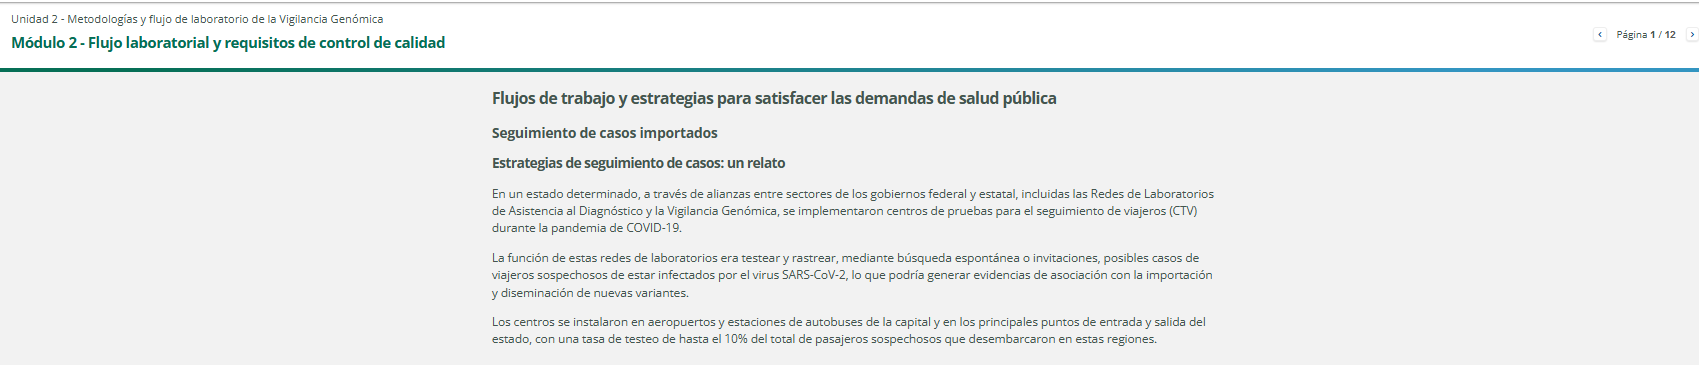 Unidad 2 - Metodologías y flujo de laboratorio de la Vigilancia Genómica
Módulo 2 - Flujo laboratorial y requisitos de control de calidad
Página 1 / 12
Flujos de trabajo y estrategias para satisfacer las demandas de salud pública
Seguimiento de casos importados
Estrategias de seguimiento de casos: un relato
En un estado determinado, a través de alianzas entre sectores de los gobiernos federal y estatal, incluidas las Redes de Laboratorios
de Asistencia al Diagnóstico y la Vigilancia Genómica, se implementaron centros de pruebas para el seguimiento de viajeros (CTV)
durante la pandemia de COVID-19.
La función de estas redes de laboratorios era testear y rastrear, mediante búsqueda espontánea o invitaciones, posibles casos de
viajeros sospechosos de estar infectados por el virus SARS-CoV-2, lo que podría generar evidencias de asociación con la importación
y diseminación de nuevas variantes.
Los centros se instalaron en aeropuertos y estaciones de autobuses de la capital y en los principales puntos de entrada y salida del
estado, con una tasa de testeo de hasta el 10% del total de pasajeros sospechosos que desembarcaron en estas regiones.